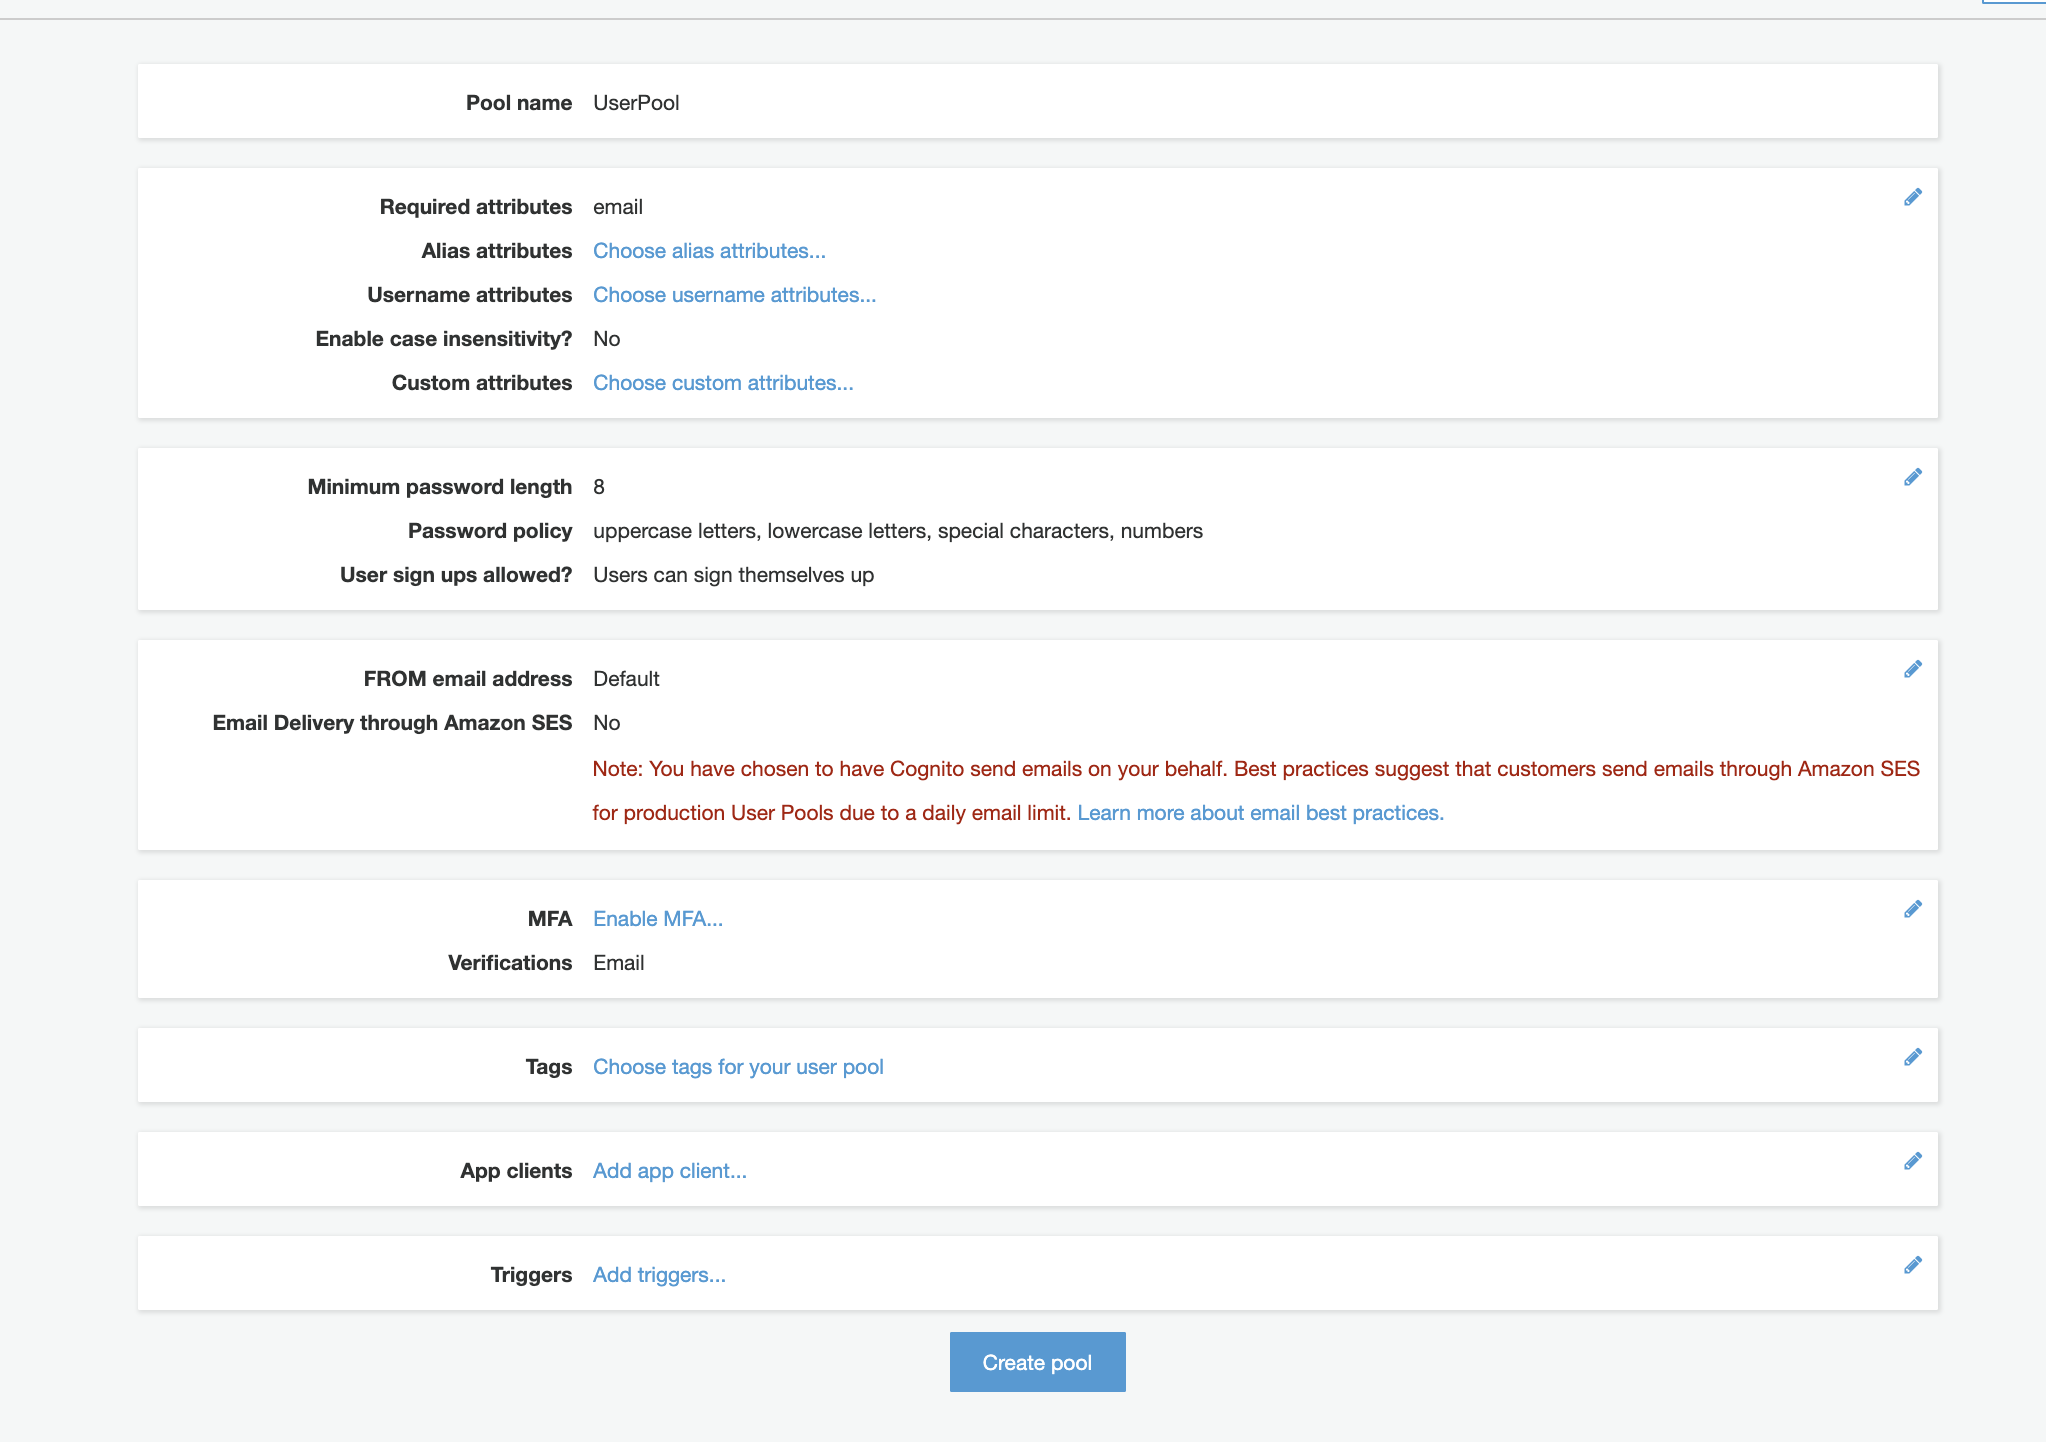 Pool name UserPool
Required attributes email
Alias attributes Choose alias attributes...
Username attributes Choose username attributes...
Enable case insensitivity? No
Custom attributes Choose custom attributes...
Minimum password length 8
Password policy uppercase letters, lowercase letters, special characters, numbers
User sign ups allowed? Users can sign themselves up
FROM email address Default
Email Delivery through Amazon SES No
Note: You have chosen to have Cognito send emails on your behalf. Best practices suggest that customers send emails through Amazon SES
for production User Pools due to a daily email limit. Learn more about email best practices.
MFA Enable MFA...
Verifications Email
Tags Choose tags for your user pool
App clients Add app client...
Triggers Add triggers...
Create pool